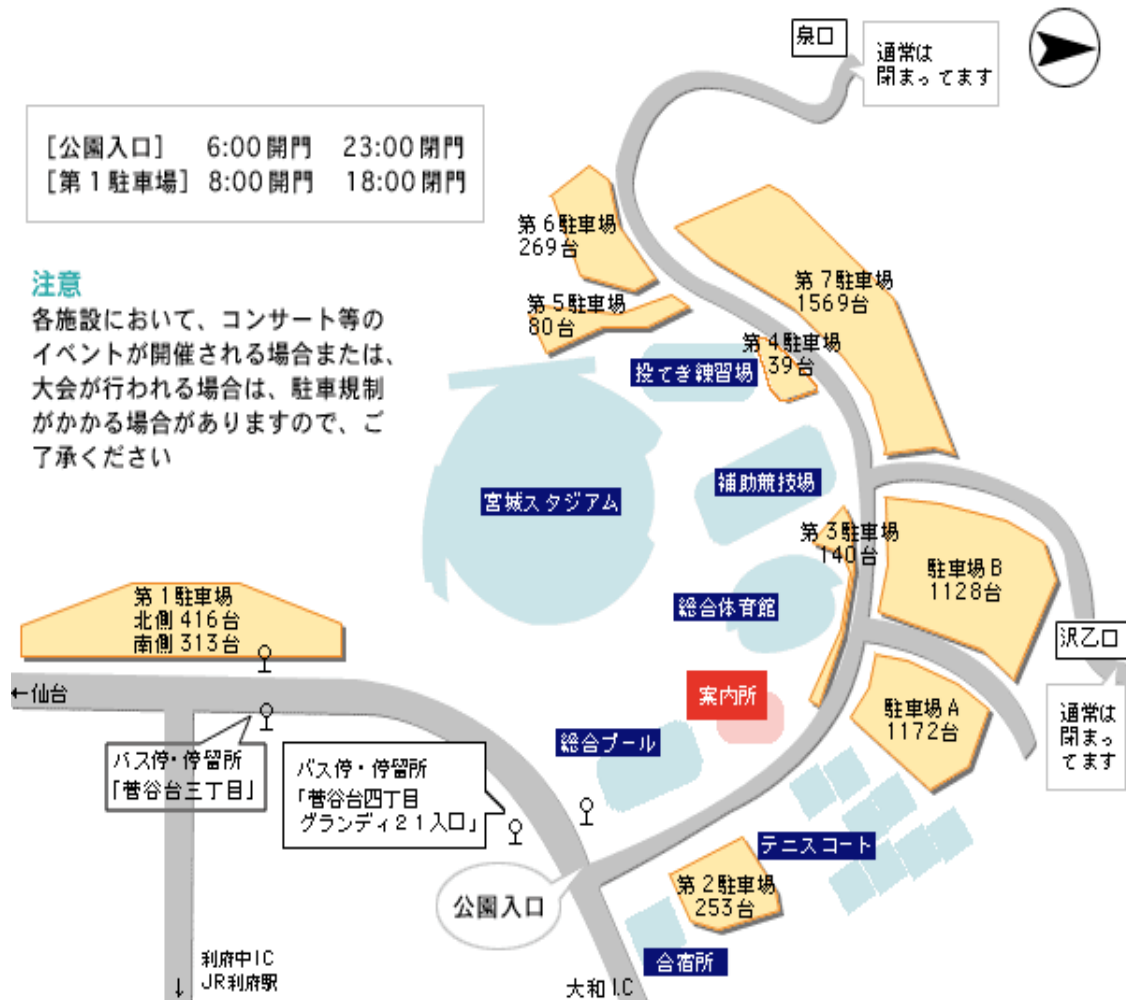 泉口
通常は
閉まってます
[公園入口] 6:00開門 23:00閉門
[第1駐車場] 8:00開門 18:00閉門
注意
各施設において、コンサート等の
イベントが開催される場合または、
大会が行われる場合は、駐車規制
がかかる場合がありますので、ご
了承ください
第6駐車場
269台
第5駐車場
80台
第7駐車場
1569台
第4駐車場
39台
投てき練習場
補助競技場
宮城スタジアム
第3駐車場
140台
駐車場B
1128台
総合体育館
沢乙口
通常は
閉まっ
てます
第1駐車場
北側416台
南側313台
←仙台
案内所
駐車場A
1172台
総合プール
バス停・停留所
「菅谷台三丁目」
バス停・停留所
「菅谷台四丁目
グランディ21入口」
テニスコート
第2駐車場
253台
公園入口
合宿所
利府中IC
JR利府駅
↓
大和I.C